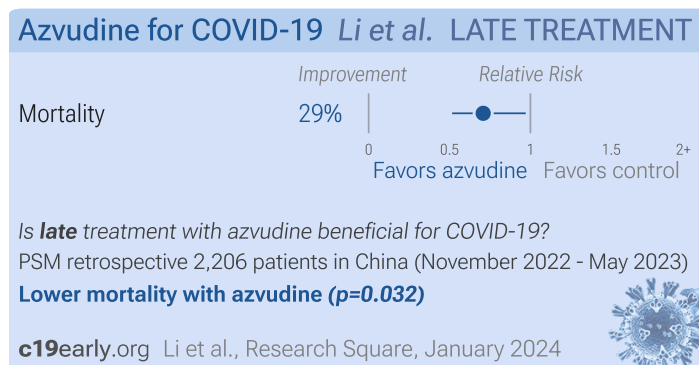 Azvudine for COVID-19 Li et al. LATE TREATMENT
Improvement Relative Risk
Mortality 29%
0 0.5 1 1.5 2+
Favors azvudine Favors control
Is late treatment with azvudine beneficial for COVID-19?
PSM retrospective 2,206 patients in China (November 2022 - May 2023)
Lower mortality with azvudine (p=0.032)
c19early.org Li et al., Research Square, January 2024